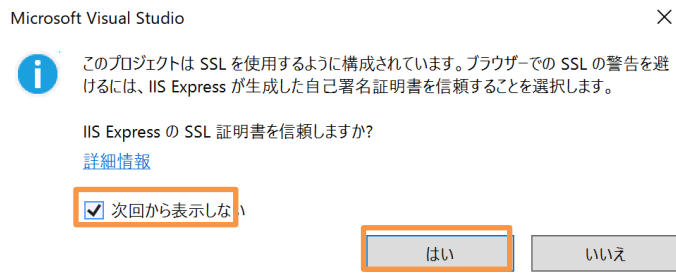 Microsoft Visual Studio
このプロジェクトは SSL を使用するように構成されています。ブラウザーでの SSL の警告を避
けるには、IIS Express が生成した自己署名証明書を信頼することを選択します。
IIS Express の SSL 証明書を信頼しますか?
詳細情報
次回から表示しない
はい
いいえ